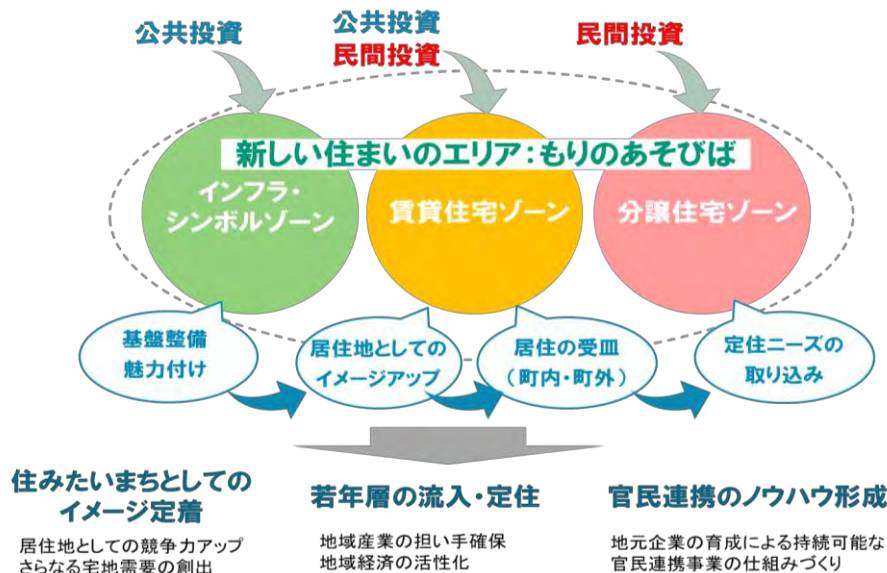 公共投資
公共投資
民間投資
民間投資
新しい住まいのエリア：もりのあそびば
インフラ・
シンボルゾーン
賃貸住宅ゾーン
分譲住宅ゾーン
基盤整備
魅力付け
居住地としての
イメージアップ
居住の受皿
（町内・町外）
定住ニーズの
取り込み
住みたいまちとしての
イメージ定着
居住地としての競争力アップ
さらなる宅地需要の創出
若年層の流入・定住
地域産業の担い手確保
地域経済の活性化
官民連携のノウハウ形成
地元企業の育成による持続可能な
官民連携事業の仕組みづくり